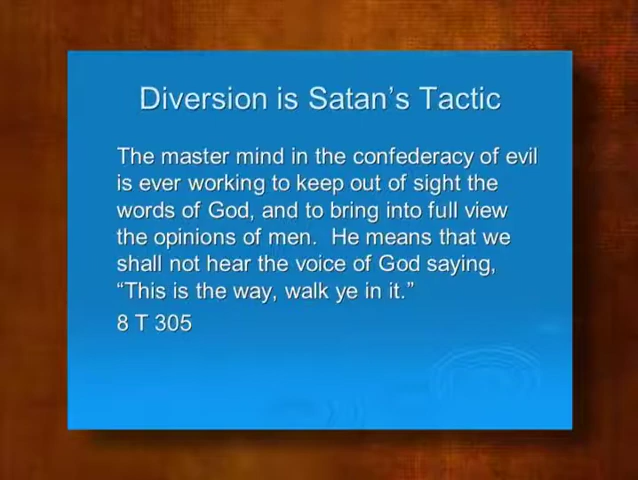 Diversion is Satan's Tactic
The master mind in the confederacy of evil
is ever working to keep out of sight the
words of God, and to bring into full view
the opinions of men.  He means that we
shall not hear the voice of God saying,
“This is the way, walk ye in it.”
8 T 305